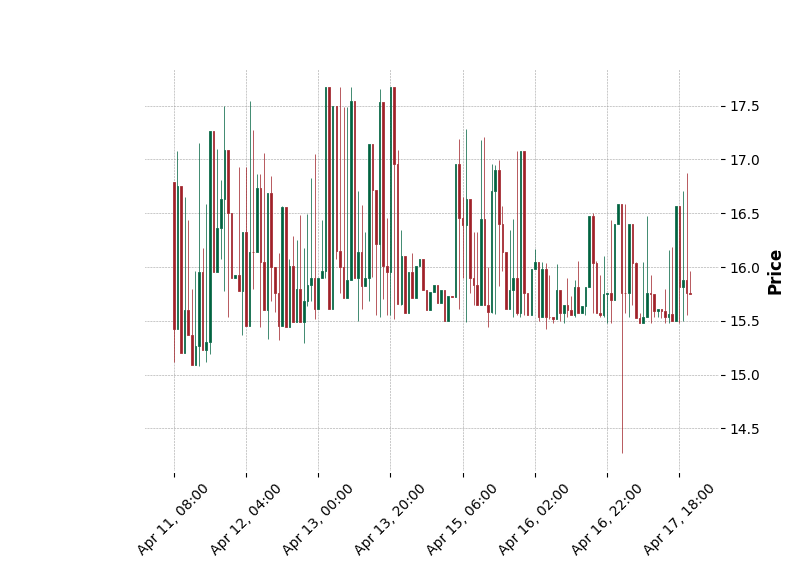 17.5
17.0
16.5
16.0
15.5
15.0
14.5
Price
Apr 11, 08:00
Apr 12, 04:00
Apr 13, 00:00
Apr 13, 20:00
Apr 15, 06:00
Apr 16, 02:00
Apr 16, 22:00
Apr 17, 18:00